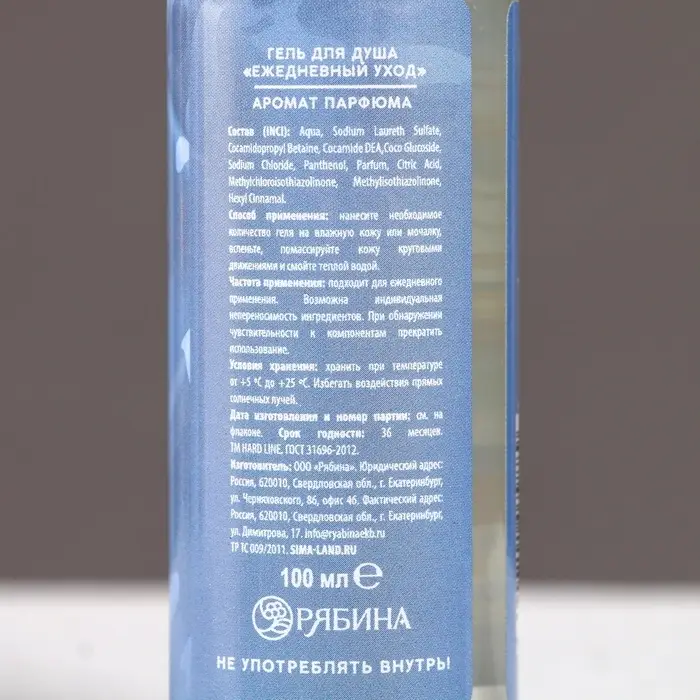 ГЕЛЬ ДЛЯ ДУША
«ЕЖЕДНЕВНЫЙ УХОД»
АРОМАТ ПАРФЮМА
Состав (INCI): Aqua, Sodium Laureth Sulfate,
Cocamidopropyl Betaine, Cocamide DEA,Coco Glucoside,
Sodium Chloride, Panthenol, Parfum, Citric Acid,
Methylchloroisothiazolinone, Methylisothiazolinone,
Hexyl Cinnamal.
Способ применения: нанесите необходимое
количество геля на влажную кожу или мочалку,
вспеньте, помассируйте кожу круговыми
движениями и смойте теплой водой.
Частота применения: подходит для ежедневного
применения. Возможна индивидуальная
непереносимость ингредиентов. При обнаружении
чувствительности к компонентам прекратить
использование.
Условия хранения: хранить при температуре
от +5 ºС до +25 ºС. Избегать воздействия прямых
солнечных лучей.
Дата изготовления и номер партии: см. на
флаконе. Срок годности: 36 месяцев.
ТМ HARD LINE, ГОСТ 31696-2012.
Изготовитель: ООО «Рябина». Юридический адрес:
Россия, 620010, Свердловская обл., г. Екатеринбург,
ул. Черняховского, 86, офис 46. Фактический адрес:
Россия, 620010, Свердловская обл., г. Екатеринбург,
ул. Димитрова, 17. info@ryabinaekb.ru
ТР ТС 009/2011. SIMA-LAND.RU
100 мл ℮
РЯБИНА
НЕ УПОТРЕБЛЯТЬ ВНУТРЬ!